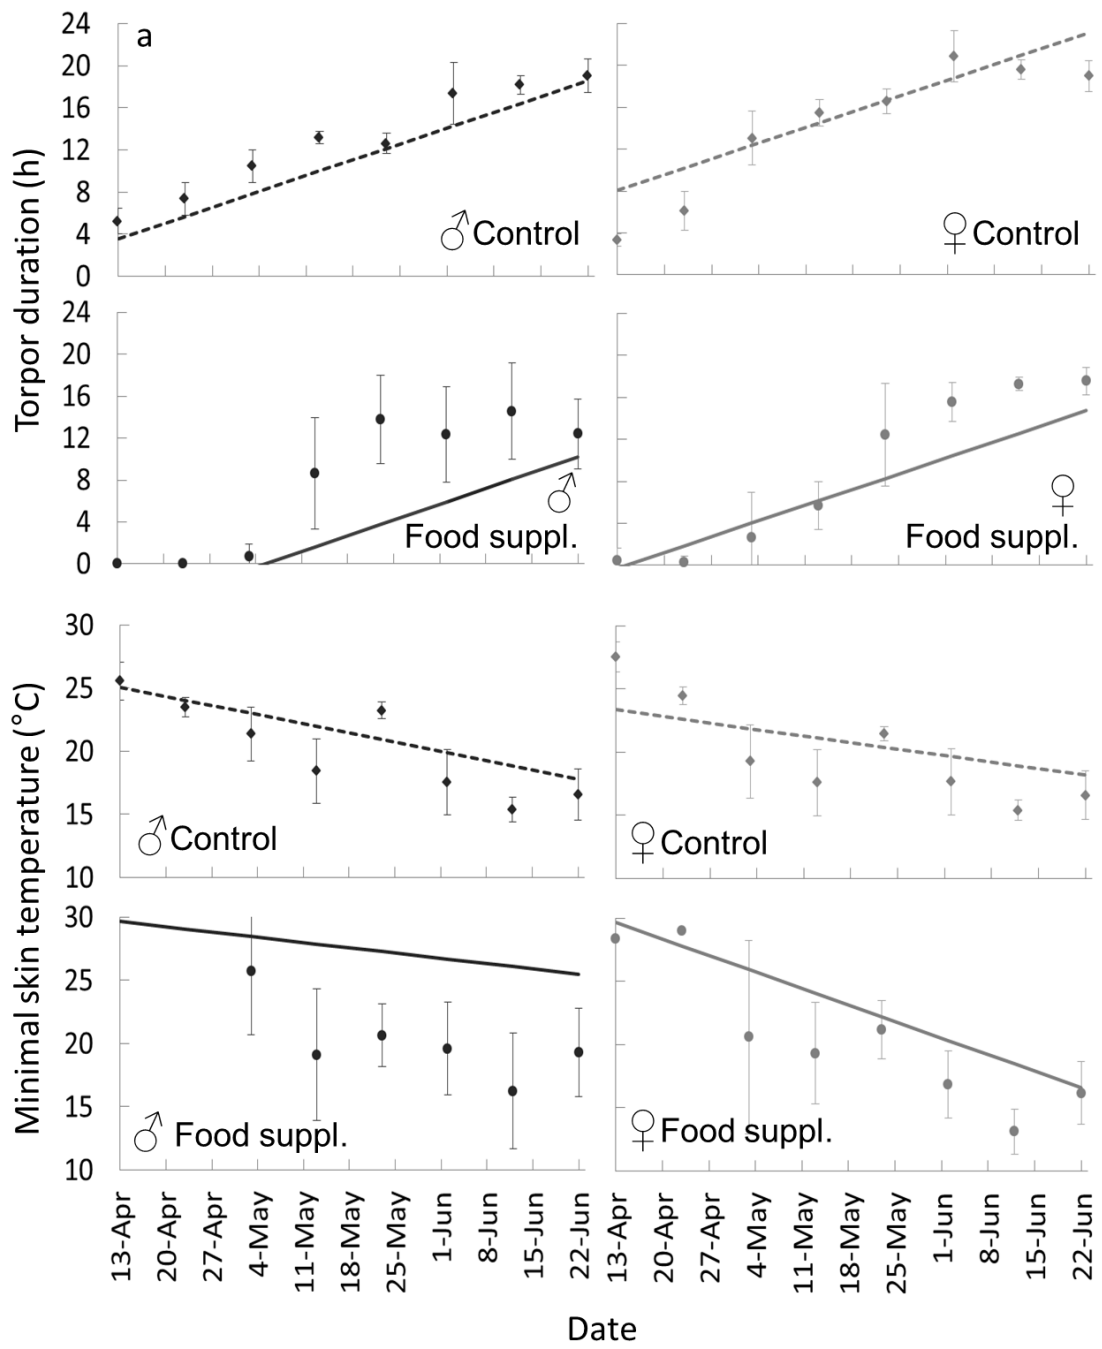 a
Torpor duration (h)
24
20
16
12
8
4
0
♂ Control
♀ Control
24
20
16
12
8
4
0
♂
Food suppl.
♀
Food suppl.
Minimal skin temperature (°C)
30
25
20
15
10
♂ Control
♀ Control
30
25
20
15
10
♂ Food suppl.
♀ Food suppl.
13-Apr
20-Apr
27-Apr
4-May
11-May
18-May
25-May
1-Jun
8-Jun
15-Jun
22-Jun
13-Apr
20-Apr
27-Apr
4-May
11-May
18-May
25-May
1-Jun
8-Jun
15-Jun
22-Jun
Date